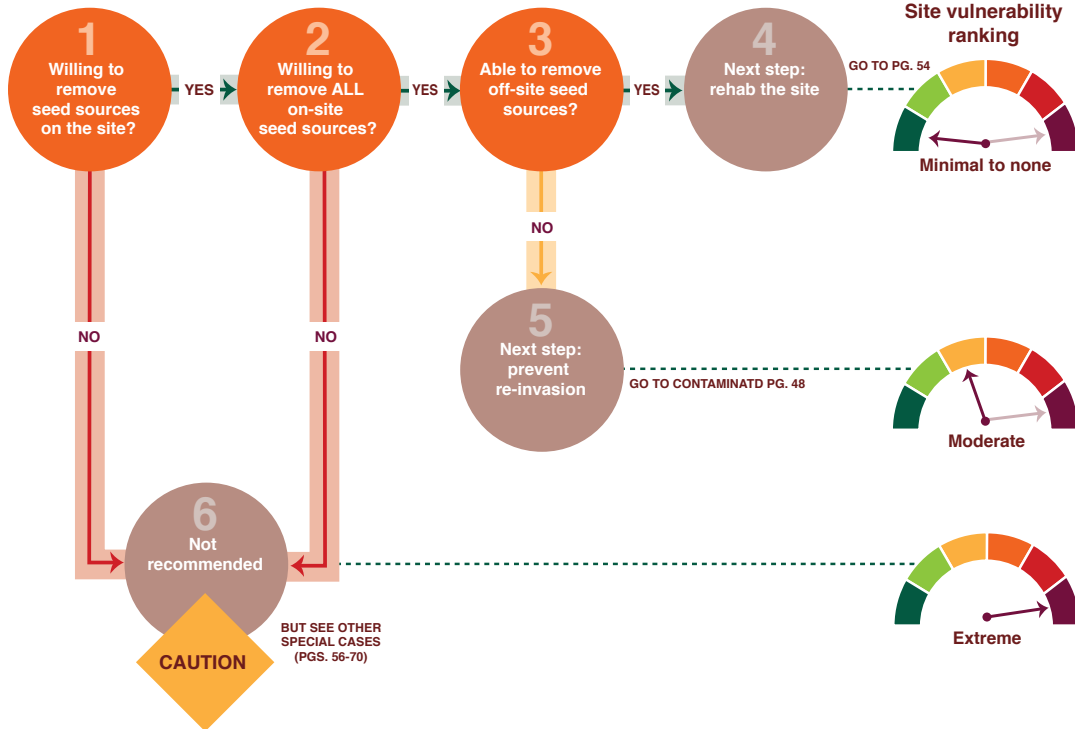 1
Willing to
remove
seed sources
on the site?
YES
2
Willing to
remove ALL
on-site
seed sources?
YES
3
Able to remove
off-site seed
sources?
YES
4
Next step:
rehab the site
GO TO PG. 54
Site vulnerability
ranking
Minimal to none
NO
NO
NO
5
Next step:
prevent
re-invasion
GO TO CONTAMINATD PG. 48
Moderate
6
Not
recommended
CAUTION
BUT SEE OTHER
SPECIAL CASES
(PGS. 56-70)
Extreme